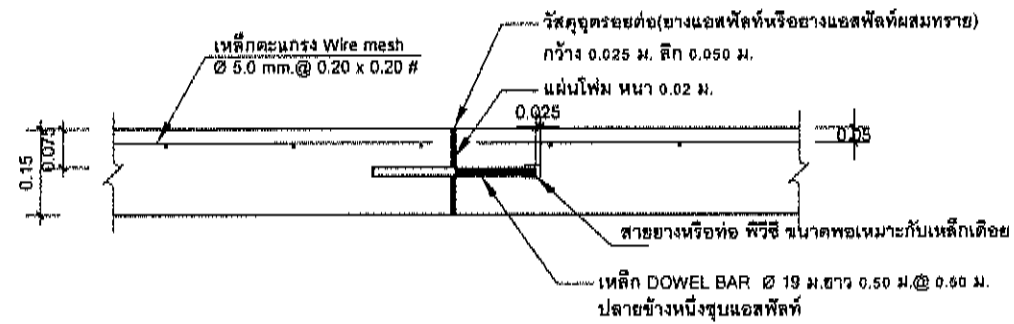 วัสดุอุดรอยต่อ(ยางแอสฟัลท์หรือยางแอสฟัลท์ผสมทราย)
กว้าง 0.025 ม. ลึก 0.050 ม.
เหล็กตะแกรง Wire mesh
Ø 5.0 mm.@ 0.20 x 0.20 #
แผ่นโฟม หนา 0.02 ม.
0.025
0.05
0.075
0.15
สายยางหรือท่อ พีวีซี ขนาดพอเหมาะกับเหล็กเดือย
เหล็ก DOWEL BAR Ø 19 ม.ยาว 0.50 ม.@ 0.50 ม.
ปลายข้างหนึ่งชุบแอสฟัลท์